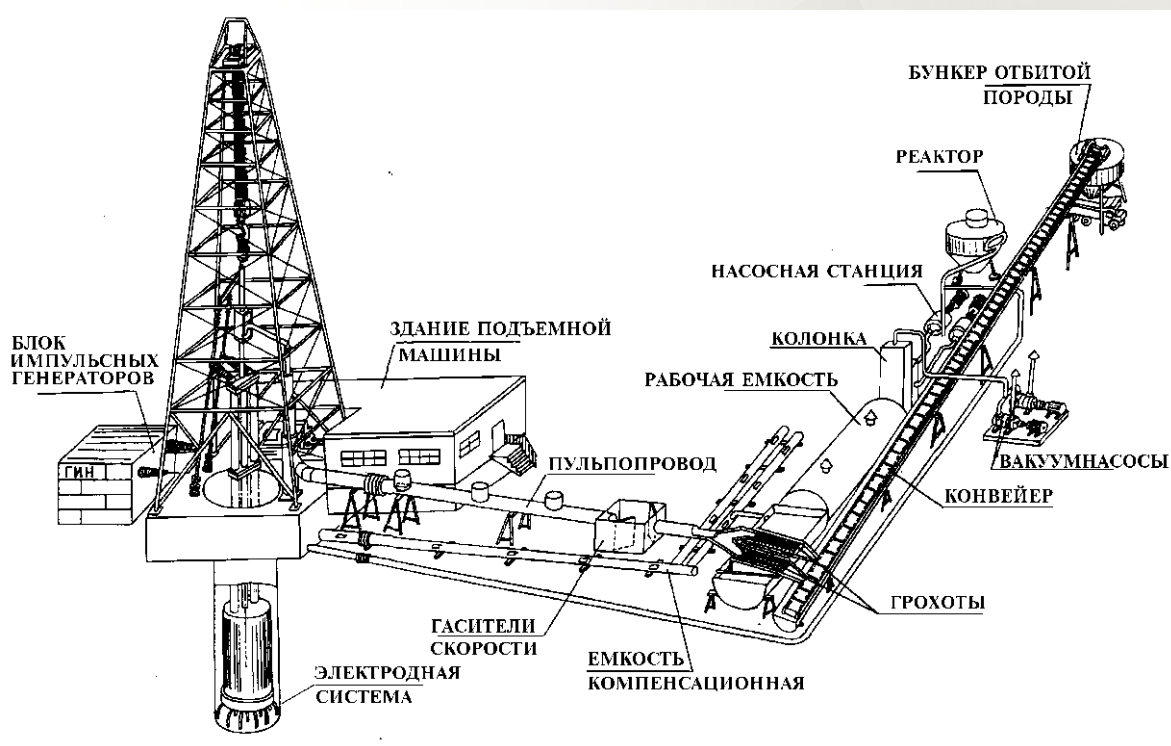 БУНКЕР ОТБИТОЙ
ПОРОДЫ
РЕАКТОР
НАСОСНАЯ СТАНЦИЯ
ЗДАНИЕ ПОДЪЕМНОЙ
МАШИНЫ
КОЛОНКА
БЛОК
ИМПУЛЬСНЫХ
ГЕНЕРАТОРОВ
РАБОЧАЯ ЕМКОСТЬ
ГИН
ПУЛЬПОПРОВОД
ВАКУУМНАСОСЫ
КОНВЕЙЕР
ГРОХОТЫ
ГАСИТЕЛИ
СКОРОСТИ
ЕМКОСТЬ
КОМПЕНСАЦИОННАЯ
ЭЛЕКТРОДНАЯ
СИСТЕМА